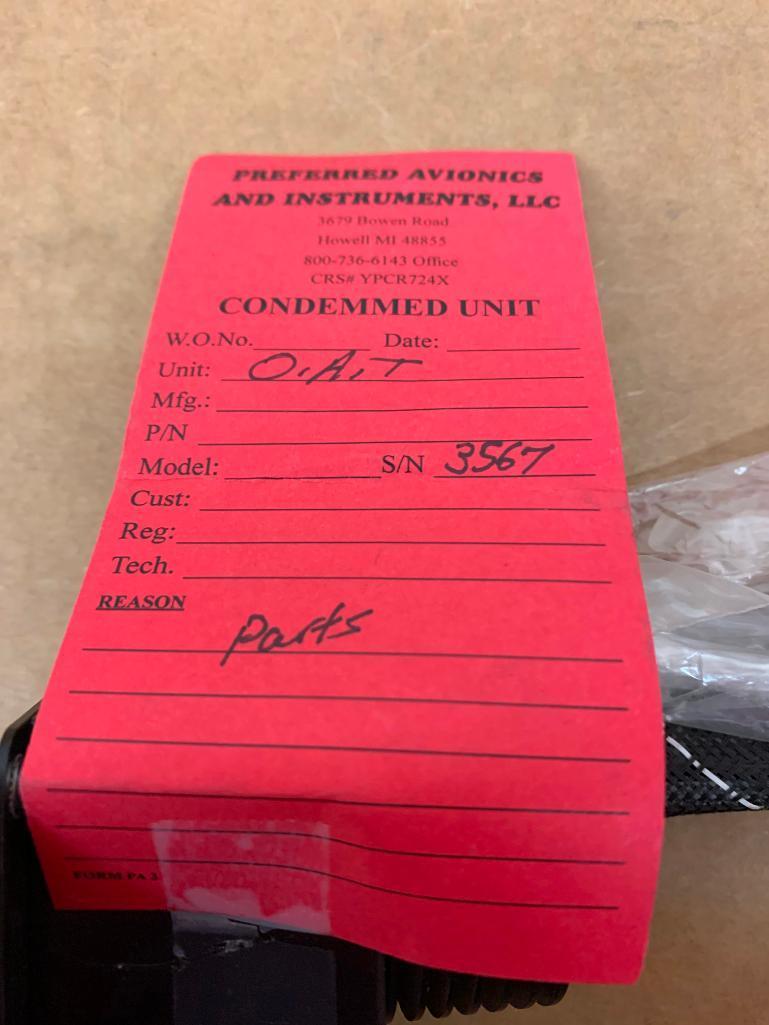 PREFERRED AVIONICS
AND INSTRUMENTS, LLC
3679 Bowen Road
Howell MI 48855
800-736-6143 Office
CRS# YPCR724X
CONDEMMED UNIT
W.O.No. Date:
Unit: O.A.T
Mfg.:
P/N
Model: S/N 3567
Cust:
Reg:
Tech.
REASON
Parts
FORM PA 3